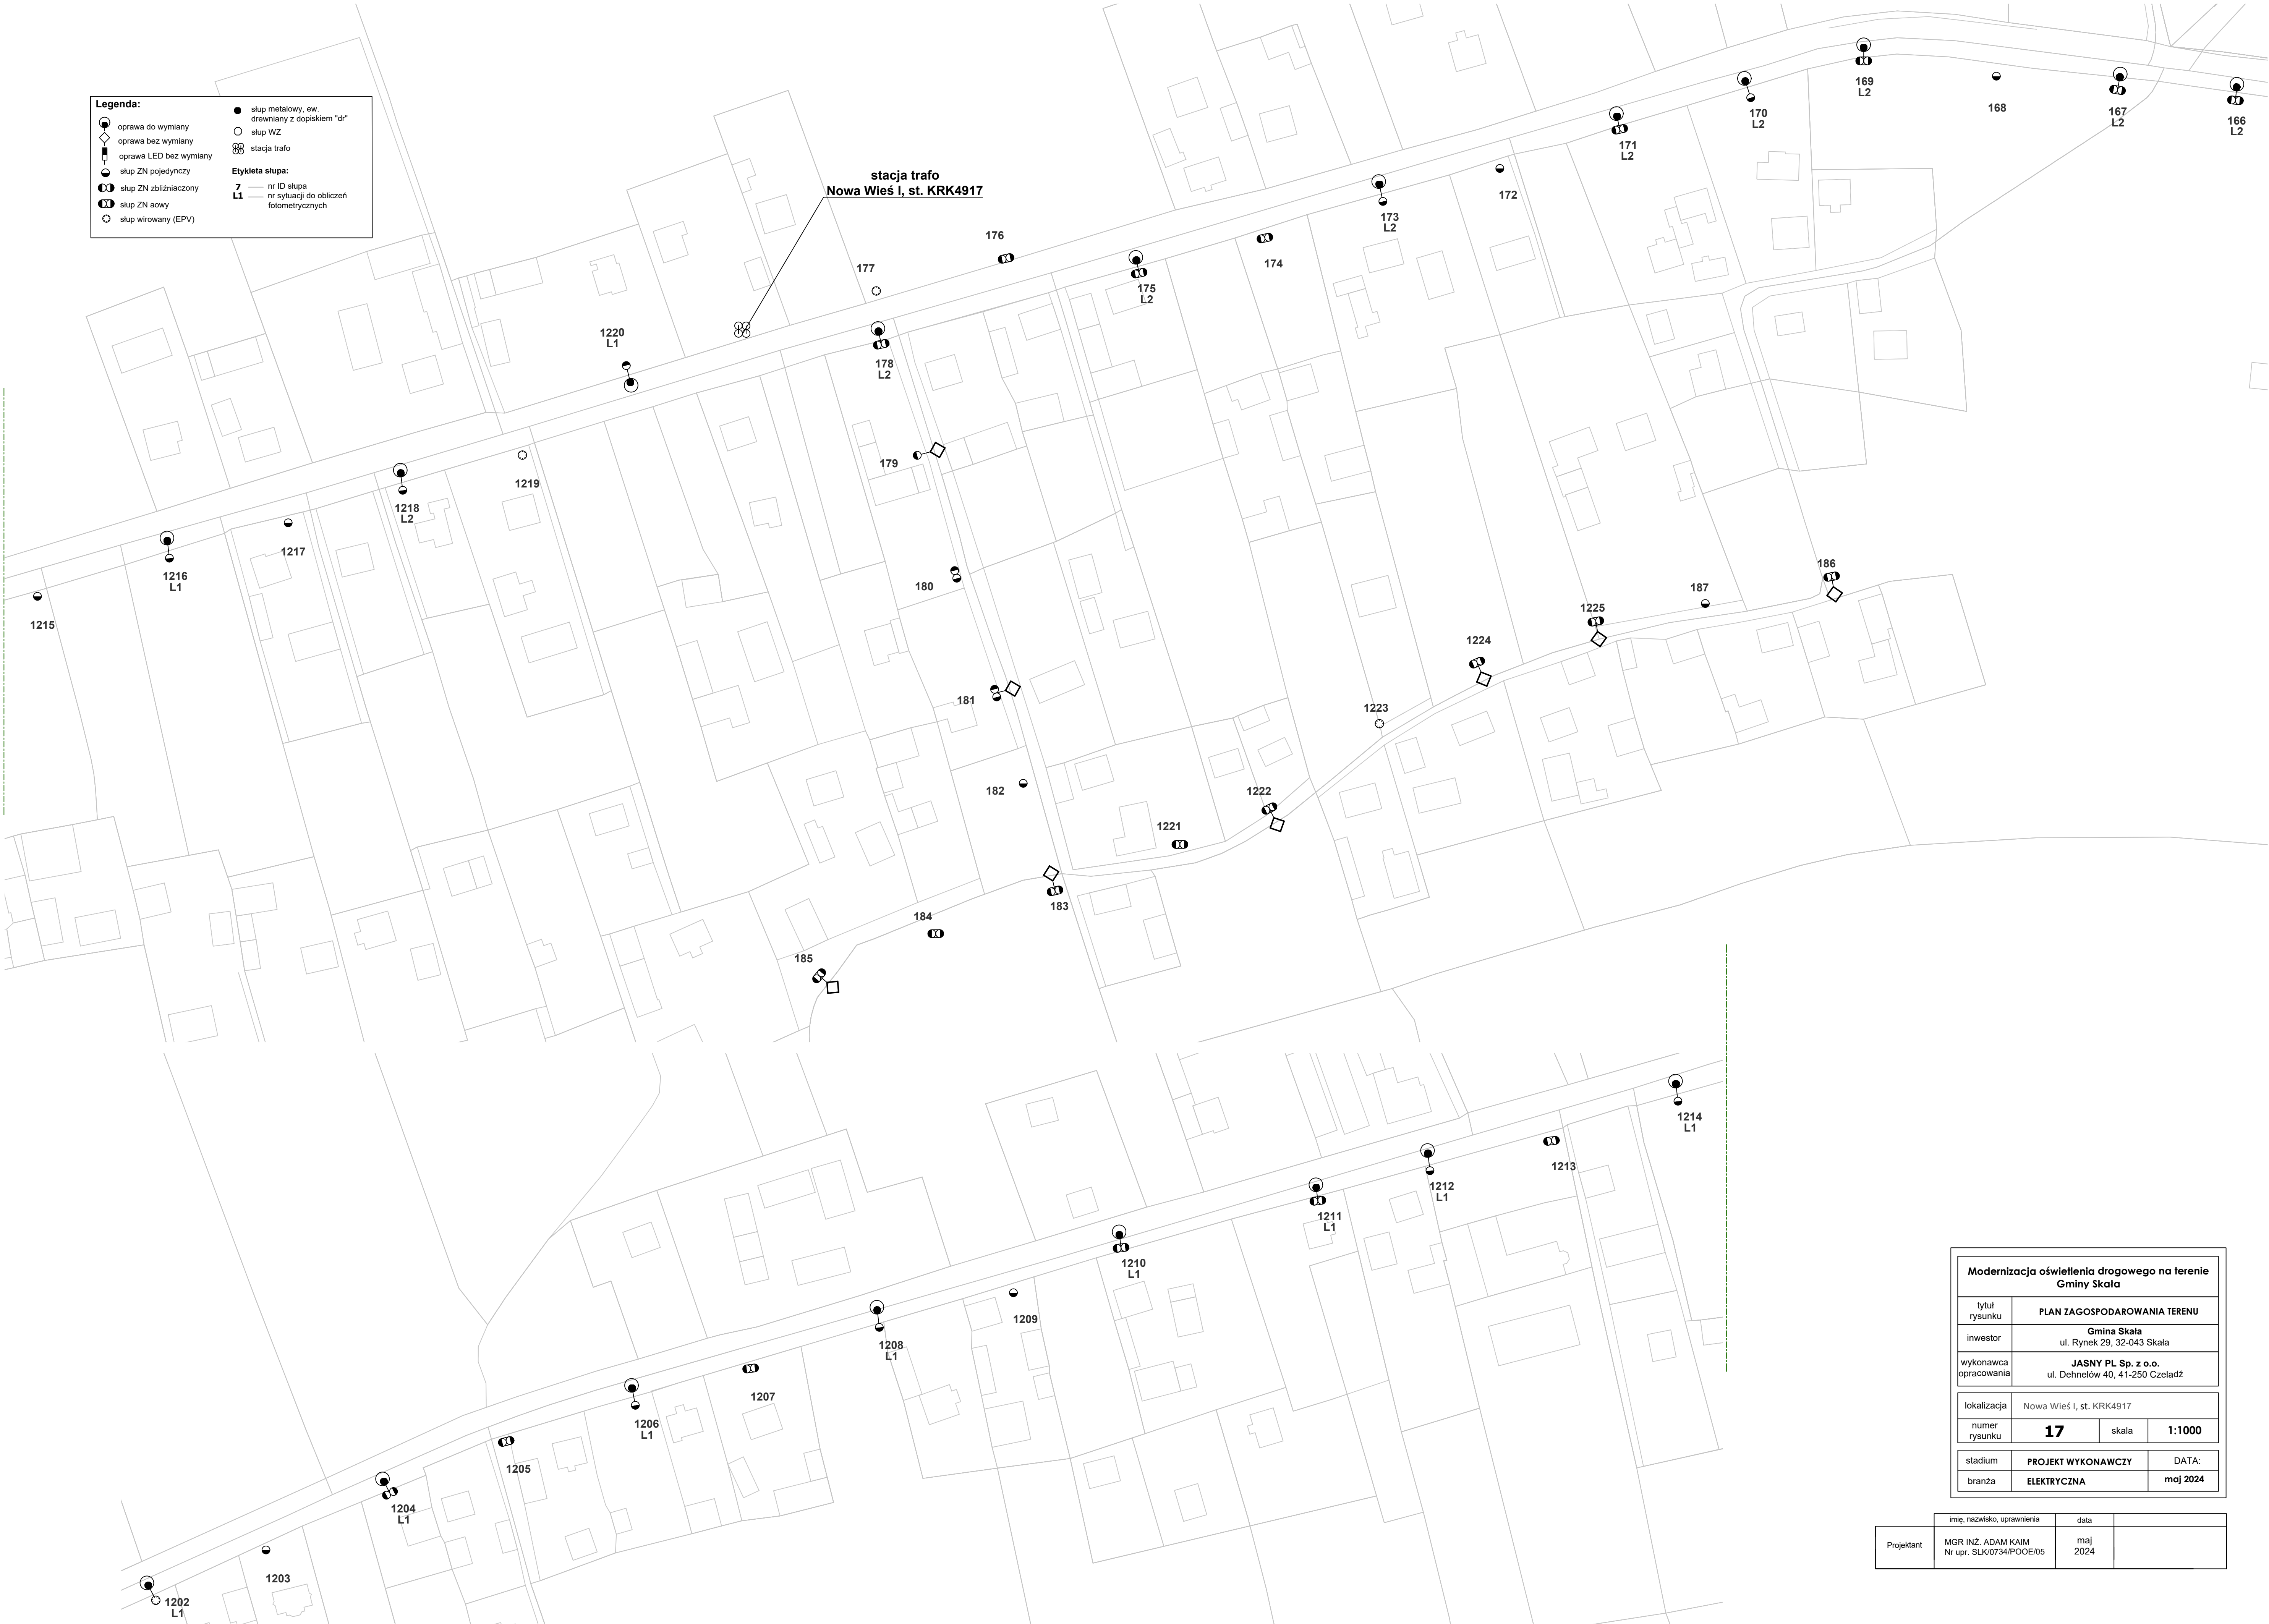 Legenda:
oprawa do wymiany
oprawa bez wymiany
oprawa LED bez wymiany
słup ZN pojedynczy
słup ZN zbliźniaczony
słup ZN aowy
słup wirowany (EPV)
słup metalowy, ew.
drewniany z dopiskiem "dr"
słup WZ
stacja trafo
Etykieta słupa:
7 nr ID słupa
L1 nr sytuacji do obliczeń
fotometrycznych
stacja trafo
Nowa Wieś I, st. KRK4917
169
L2
170
L2
168
167
L2
166
L2
171
L2
172
173
L2
174
176
175
L2
177
178
L2
1220
L1
179
1219
1218
L2
1217
1216
L1
1215
180
181
182
186
187
1225
1224
1223
1222
1221
183
184
185
1214
L1
1213
1212
L1
1211
L1
1210
L1
1209
1208
L1
1207
1206
L1
1205
1204
L1
1203
1202
L1
Modernizacja oświetlenia drogowego na terenie
Gminy Skała
tytuł
rysunku
PLAN ZAGOSPODAROWANIA TERENU
inwestor
Gmina Skała
ul. Rynek 29, 32-043 Skała
wykonawca
opracowania
JASNY PL Sp. z o.o.
ul. Dehnelów 40, 41-250 Czeladź
lokalizacja
Nowa Wieś I, st. KRK4917
numer
rysunku
17
skala
1:1000
stadium
PROJEKT WYKONAWCZY
DATA:
branża
ELEKTRYCZNA
maj 2024
imię, nazwisko, uprawnienia
data
Projektant
MGR INŻ. ADAM KAIM
Nr upr. SLK/0734/POOE/05
maj
2024